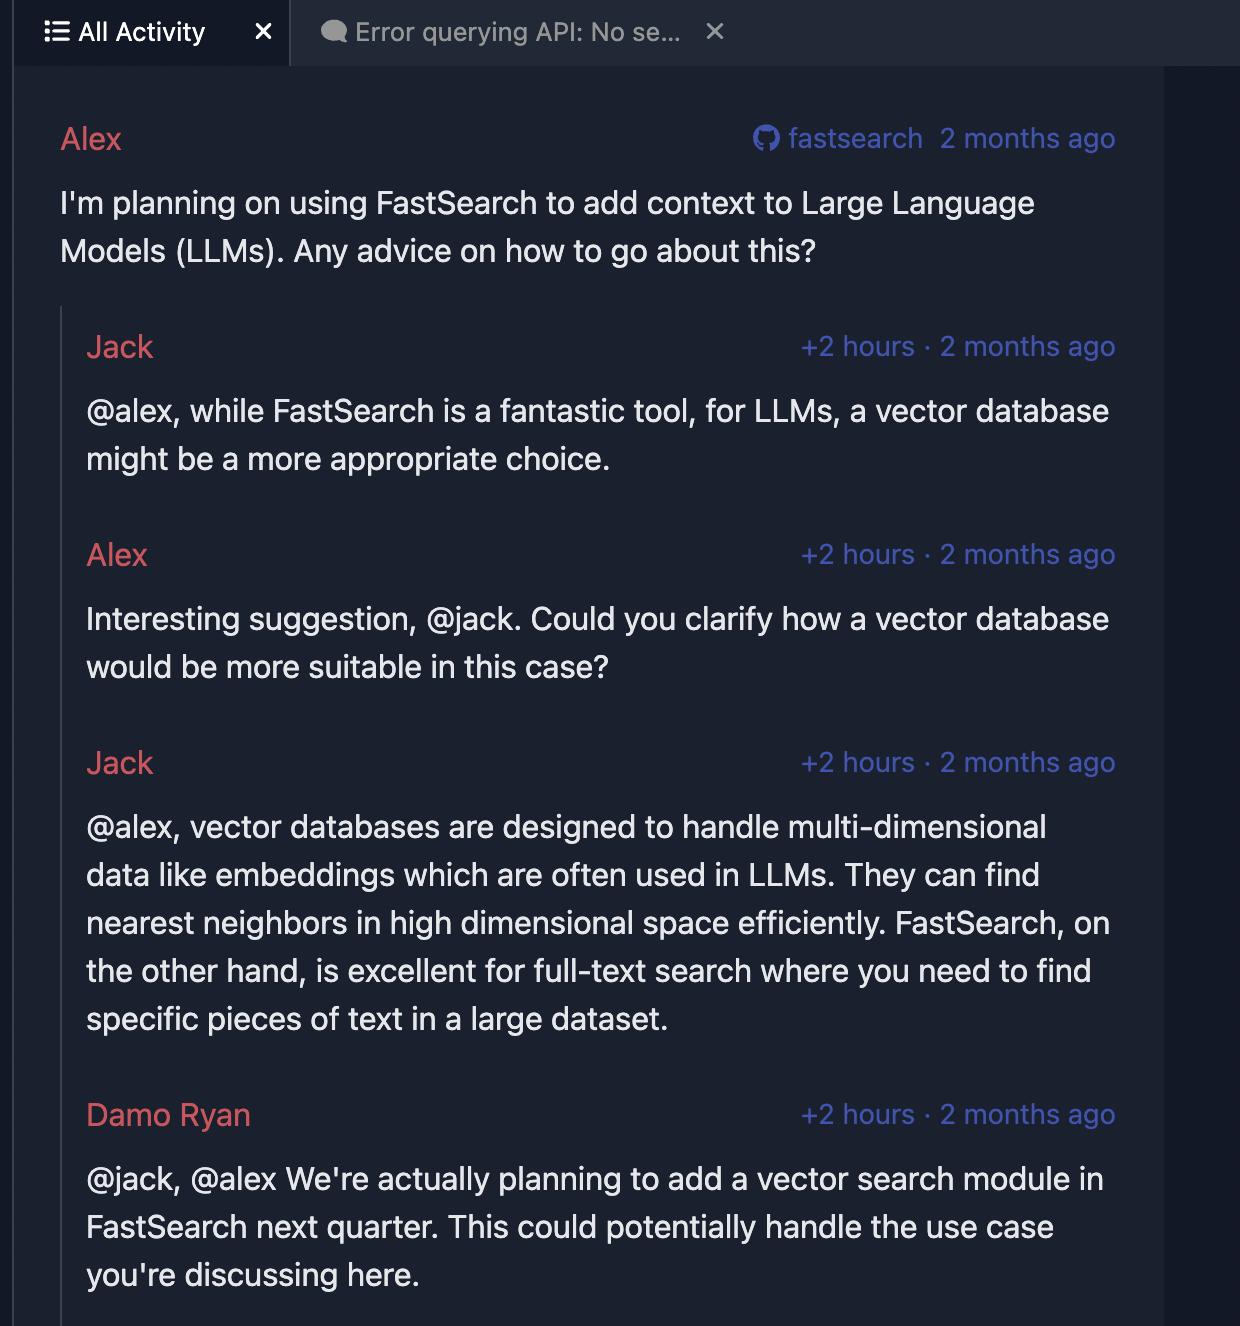 All Activity ×
Error querying API: No se... ×
Alex
fastsearch 2 months ago
I'm planning on using FastSearch to add context to Large Language
Models (LLMs). Any advice on how to go about this?
Jack
+2 hours · 2 months ago
@alex, while FastSearch is a fantastic tool, for LLMs, a vector database
might be a more appropriate choice.
Alex
+2 hours · 2 months ago
Interesting suggestion, @jack. Could you clarify how a vector database
would be more suitable in this case?
Jack
+2 hours · 2 months ago
@alex, vector databases are designed to handle multi-dimensional
data like embeddings which are often used in LLMs. They can find
nearest neighbors in high dimensional space efficiently. FastSearch, on
the other hand, is excellent for full-text search where you need to find
specific pieces of text in a large dataset.
Damo Ryan
+2 hours · 2 months ago
@jack, @alex We're actually planning to add a vector search module in
FastSearch next quarter. This could potentially handle the use case
you're discussing here.